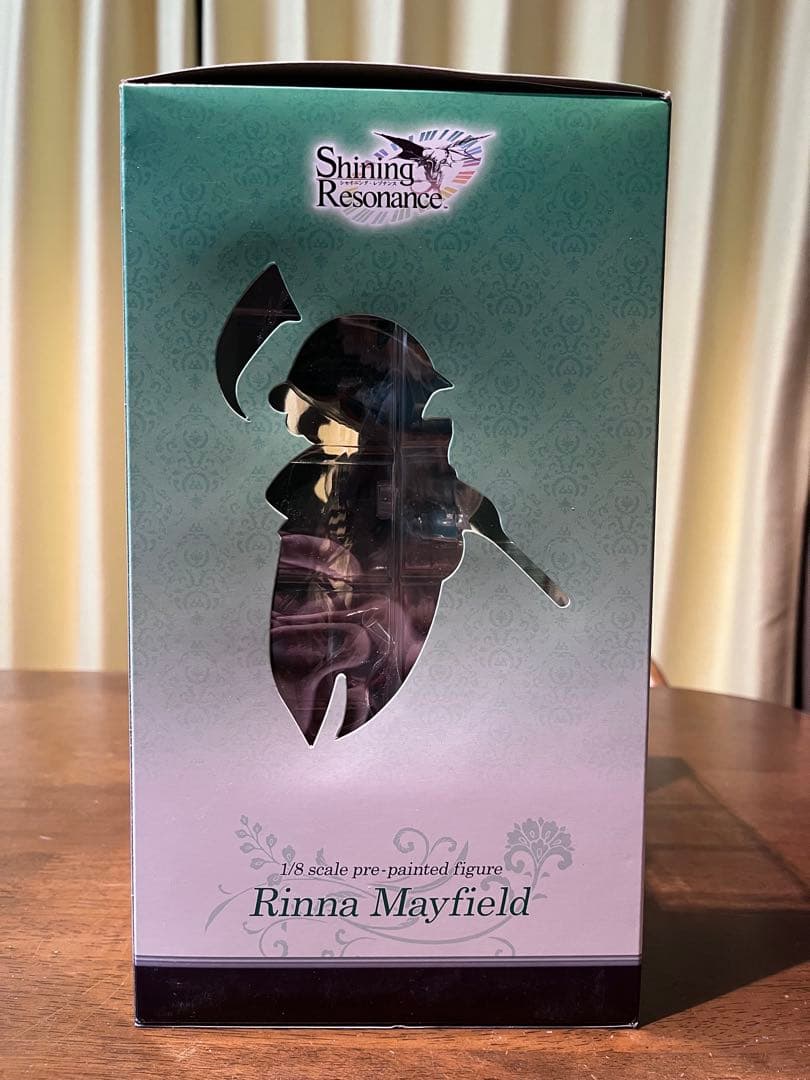 Shining
シャイニング・レゾナンス
Resonance™
1/8 scale pre-painted figure
Rinna Mayfield